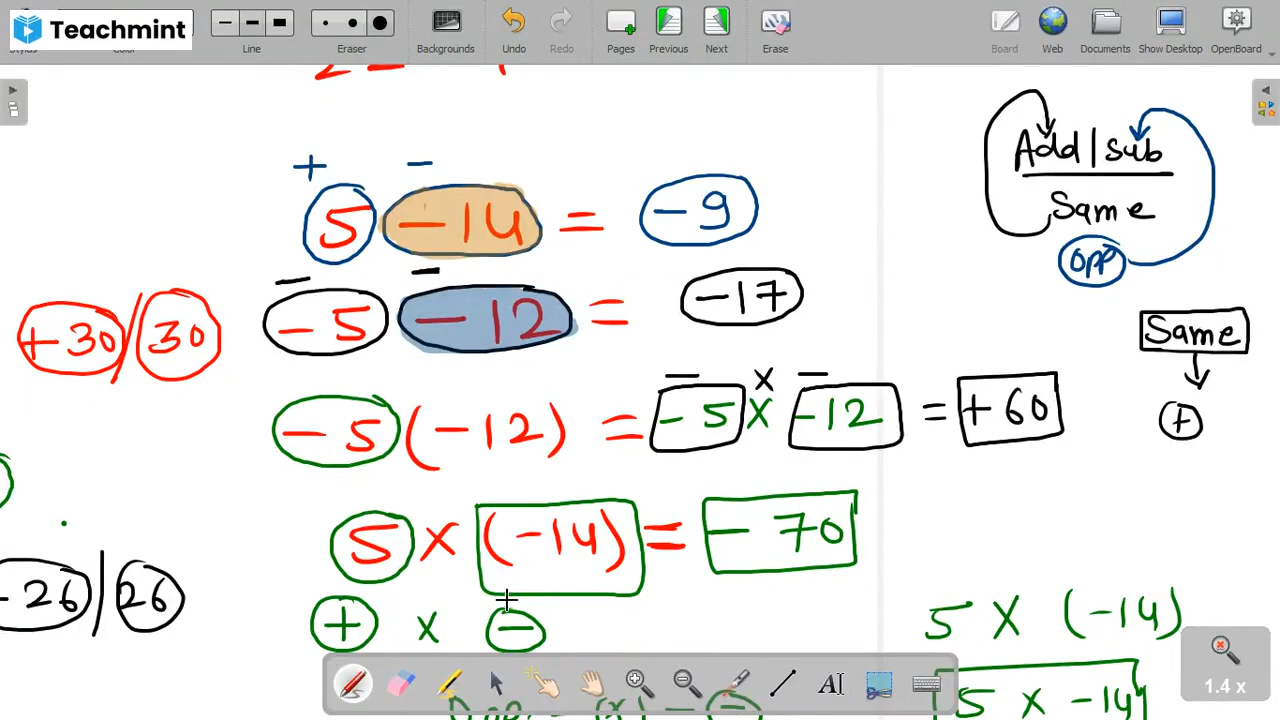 Teachmint
Line
Eraser
Backgrounds
Undo
Redo
Pages
Previous
Next
Erase
Board
Web
Documents
Show Desktop
OpenBoard
+ -
5 -14 = -9
- -
-5 -12 = -17
+30/30
- x -
-5(-12) = -5 x -12 = +60
5 x (-14) = -70
+ x -
-26/26
Add/sub
Same
opp
Same
+
5 x (-14)
5 x -14
1.4 x